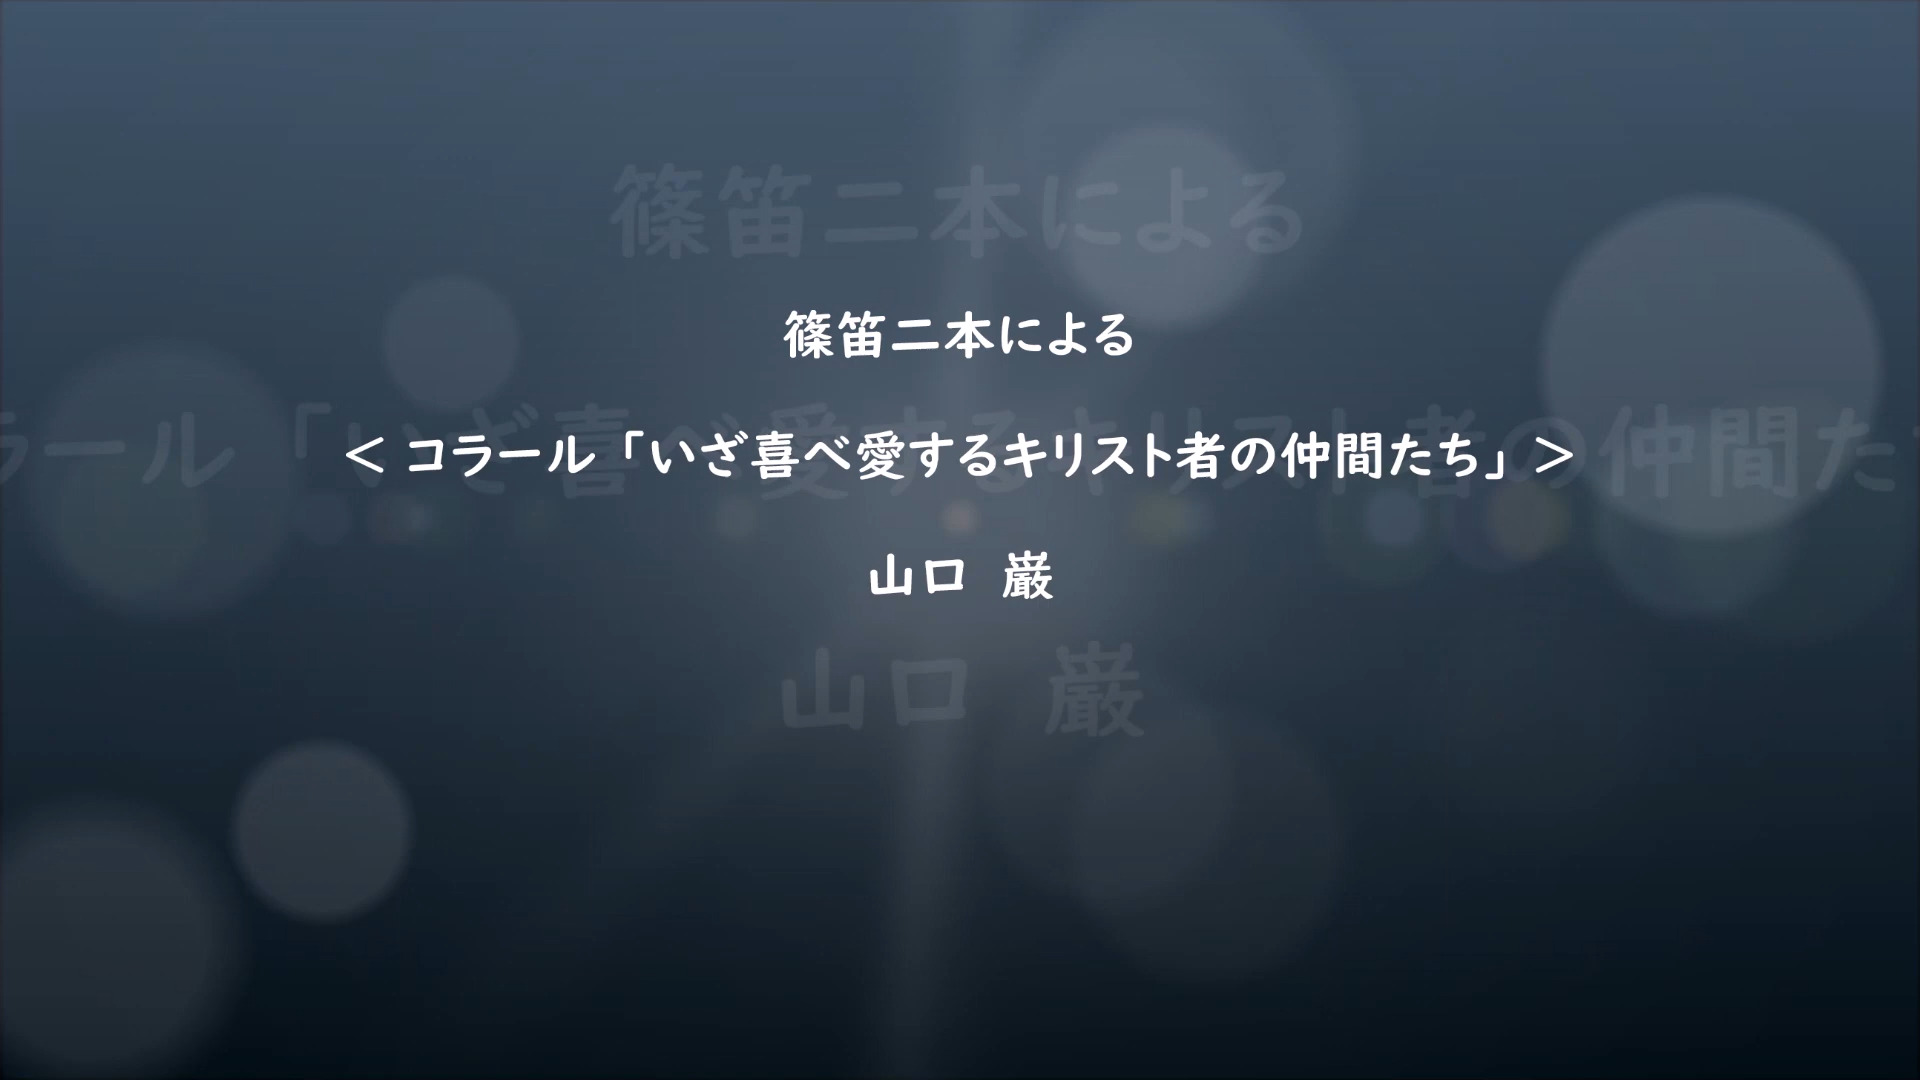 篠笛二本による
＜ コラール「いざ喜べ愛するキリスト者の仲間たち」 ＞
山口　巌